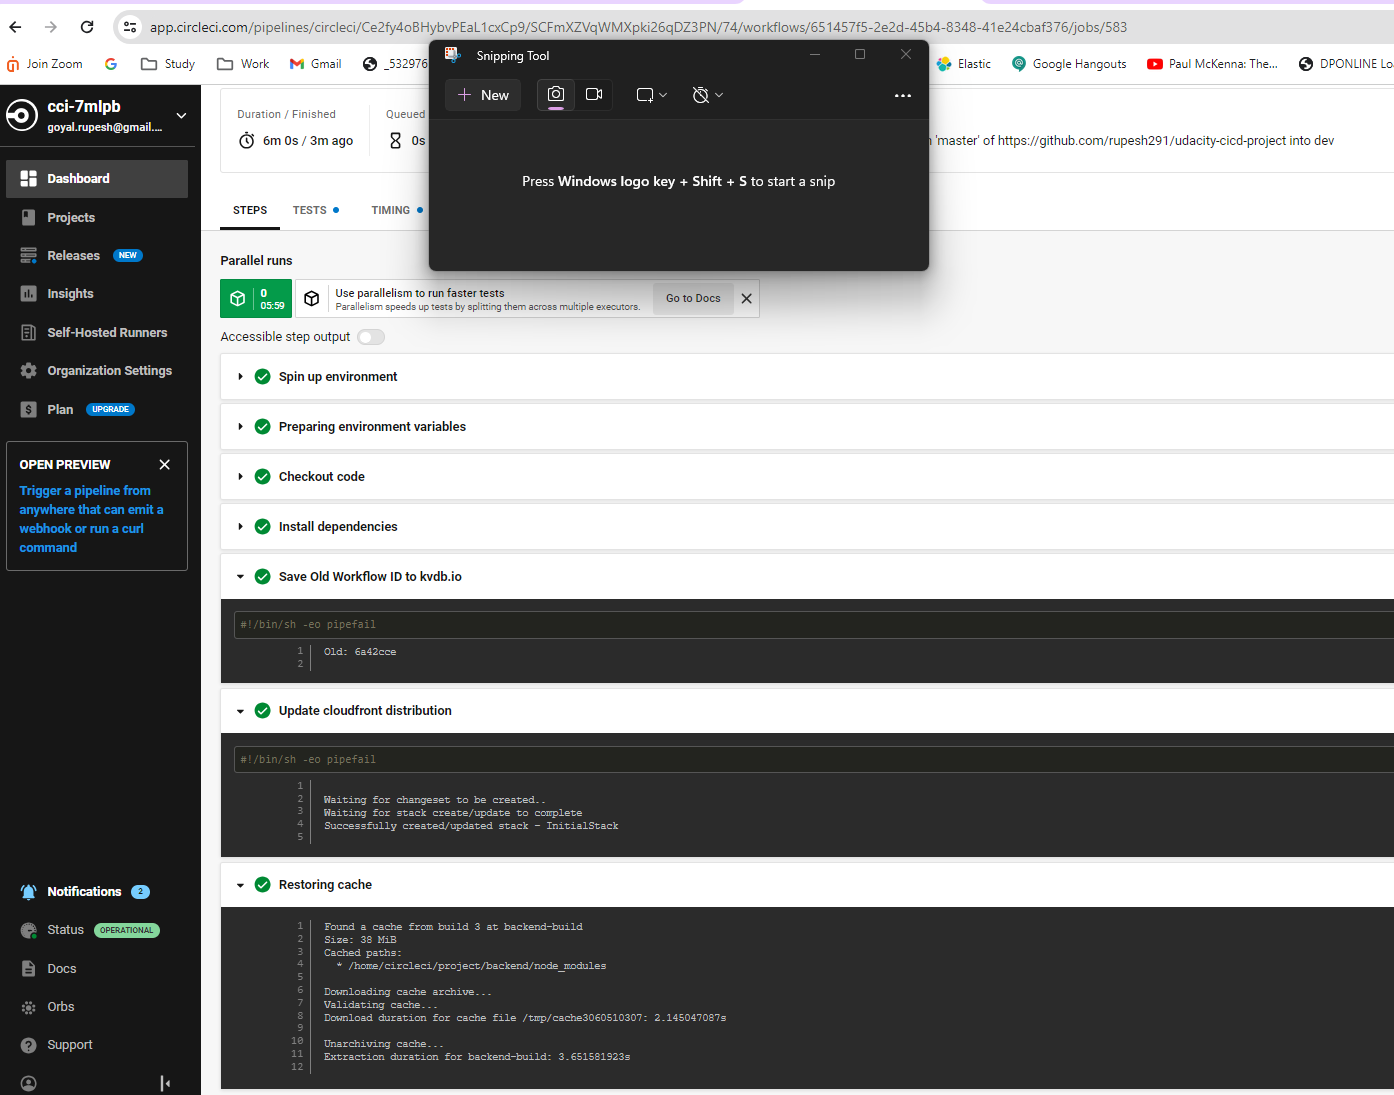 app.circleci.com/pipelines/circleci/Ce2fy4oBHybvPEaL1cxCp9/SCFmXZVqWMXpki26qDZ3PN/74/workflows/651457f5-2e2d-45b4-8348-41e24cbaf376/jobs/583
Join Zoom
Study
Work
Gmail
_532976
Elastic
Google Hangouts
Paul McKenna: The...
DPONLINE Lo
Snipping Tool
New
Press Windows logo key + Shift + S to start a snip
cci-7mlpb
goyal.rupesh@gmail....
Dashboard
Projects
Releases NEW
Insights
Self-Hosted Runners
Organization Settings
Plan UPGRADE
OPEN PREVIEW
Trigger a pipeline from
anywhere that can emit a
webhook or run a curl
command
Notifications 2
Status OPERATIONAL
Docs
Orbs
Support
Duration / Finished
6m 0s / 3m ago
Queued
0s
'master' of https://github.com/rupesh291/udacity-cicd-project into dev
STEPS
TESTS
TIMING
Parallel runs
0
05:59
Use parallelism to run faster tests
Parallelism speeds up tests by splitting them across multiple executors.
Go to Docs
Accessible step output
Spin up environment
Preparing environment variables
Checkout code
Install dependencies
Save Old Workflow ID to kvdb.io
#!/bin/sh -eo pipefail
1 Old: 6a42cce
2
Update cloudfront distribution
#!/bin/sh -eo pipefail
1
2 Waiting for changeset to be created..
3 Waiting for stack create/update to complete
4 Successfully created/updated stack - InitialStack
5
Restoring cache
1 Found a cache from build 3 at backend-build
2 Size: 38 MiB
3 Cached paths:
4 * /home/circleci/project/backend/node_modules
5
6 Downloading cache archive...
7 Validating cache...
8 Download duration for cache file /tmp/cache3060510307: 2.145047087s
9
10 Unarchiving cache...
11 Extraction duration for backend-build: 3.651581923s
12